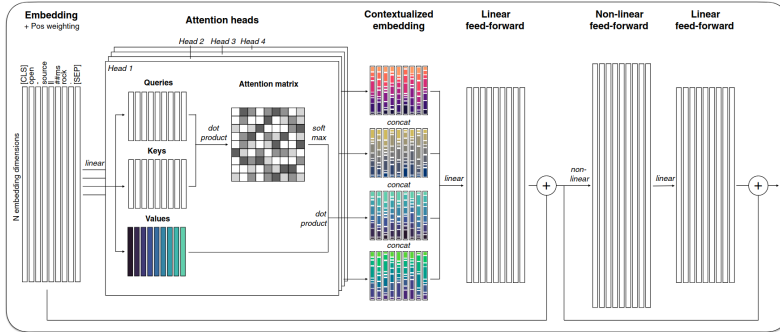 Embedding
+ Pos weighting
Attention heads
Contextualized
embedding
Linear
feed-forward
Non-linear
feed-forward
Linear
feed-forward
Head 2
Head 3
Head 4
Head 1
[CLS]
open
-
source
ll
##ms
rock
.
[SEP]
N embedding dimensions
linear
Queries
Keys
Values
dot
product
Attention matrix
soft
max
dot
product
concat
concat
concat
linear
+
non-
linear
linear
+